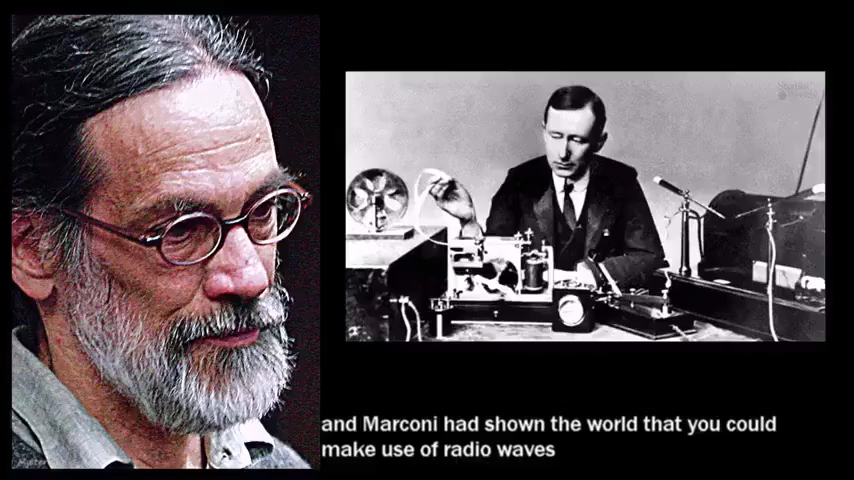 and Marconi had shown the world that you could
make use of radio waves